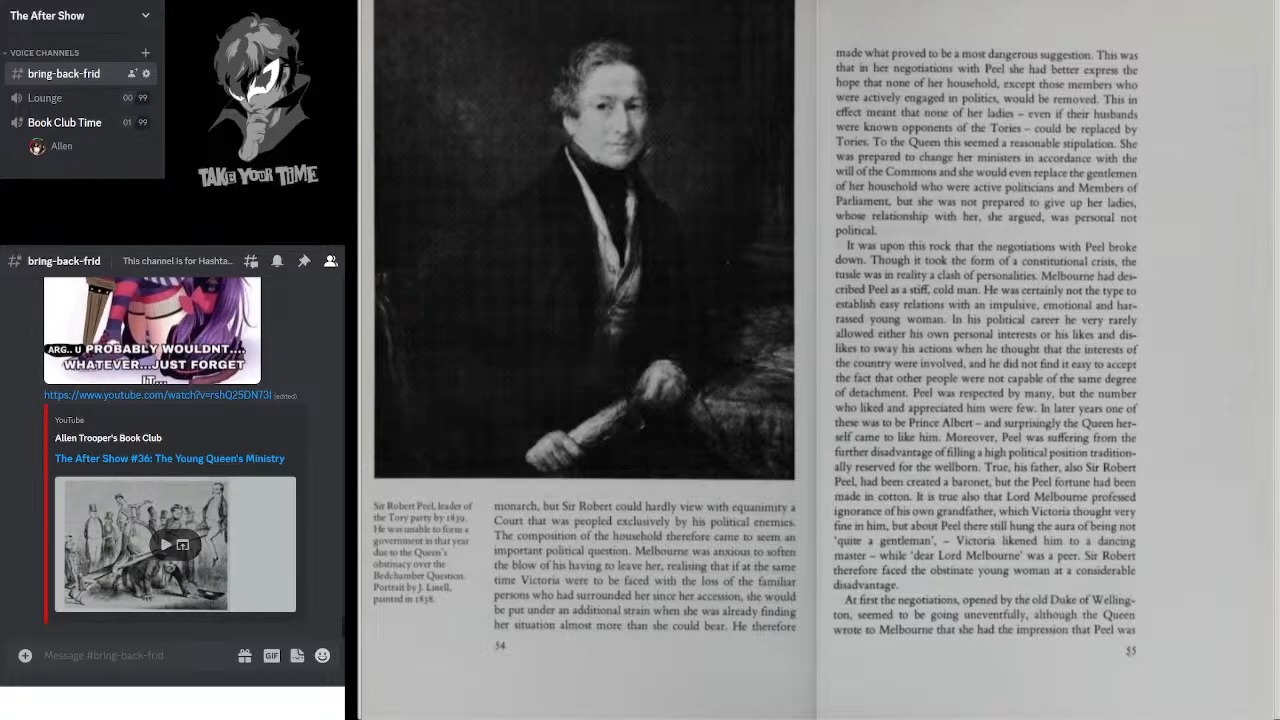 The After Show
VOICE CHANNELS
bring-back-frid
Lounge
00 99
Book Club Time
01 99
Allen
TAKE YOUR TIME
bring-back-frid
This channel is for Hashta...
ARG.. U PROBABLY WOULDNT....
WHATEVER...JUST FORGET
IT...
https://www.youtube.com/watch?v=rshQ25DN73I (edited)
YouTube
Allen Trooper's Book Club
The After Show #36: The Young Queen's Ministry
Message #bring-back-frid
GIF
Sir Robert Peel, leader of
the Tory party by 1839.
He was unable to form a
government in that year
due to the Queen's
obstinacy over the
Bedchamber Question.
Portrait by J. Linell,
painted in 1838.
monarch, but Sir Robert could hardly view with equanimity a
Court that was peopled exclusively by his political enemies.
The composition of the household therefore came to seem an
important political question. Melbourne was anxious to soften
the blow of his having to leave her, realising that if at the same
time Victoria were to be faced with the loss of the familiar
persons who had surrounded her since her accession, she would
be put under an additional strain when she was already finding
her situation almost more than she could bear. He therefore
54
made what proved to be a most dangerous suggestion. This was
that in her negotiations with Peel she had better express the
hope that none of her household, except those members who
were actively engaged in politics, would be removed. This in
effect meant that none of her ladies – even if their husbands
were known opponents of the Tories – could be replaced by
Tories. To the Queen this seemed a reasonable stipulation. She
was prepared to change her ministers in accordance with the
will of the Commons and she would even replace the gentlemen
of her household who were active politicians and Members of
Parliament, but she was not prepared to give up her ladies,
whose relationship with her, she argued, was personal not
political.
It was upon this rock that the negotiations with Peel broke
down. Though it took the form of a constitutional crisis, the
tussle was in reality a clash of personalities. Melbourne had des-
cribed Peel as a stiff, cold man. He was certainly not the type to
establish easy relations with an impulsive, emotional and har-
rassed young woman. In his political career he very rarely
allowed either his own personal interests or his likes and dis-
likes to sway his actions when he thought that the interests of
the country were involved, and he did not find it easy to accept
the fact that other people were not capable of the same degree
of detachment. Peel was respected by many, but the number
who liked and appreciated him were few. In later years one of
these was to be Prince Albert – and surprisingly the Queen her-
self came to like him. Moreover, Peel was suffering from the
further disadvantage of filling a high political position tradition-
ally reserved for the wellborn. True, his father, also Sir Robert
Peel, had been created a baronet, but the Peel fortune had been
made in cotton. It is true also that Lord Melbourne professed
ignorance of his own grandfather, which Victoria thought very
fine in him, but about Peel there still hung the aura of being not
'quite a gentleman', – Victoria likened him to a dancing
master – while 'dear Lord Melbourne' was a peer. Sir Robert
therefore faced the obstinate young woman at a considerable
disadvantage.
At first the negotiations, opened by the old Duke of Welling-
ton, seemed to be going uneventfully, although the Queen
wrote to Melbourne that she had the impression that Peel was
55